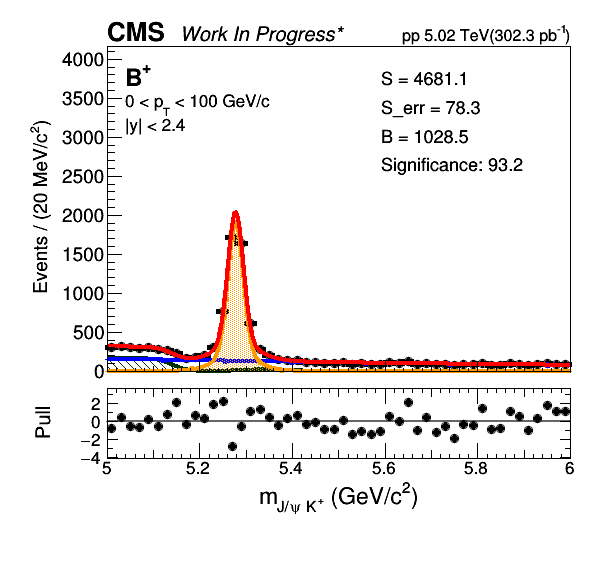 CMS Work In Progress* pp 5.02 TeV(302.3 pb⁻¹)
B⁺
0 < p_T < 100 GeV/c
|y| < 2.4
S = 4681.1
S_err = 78.3
B = 1028.5
Significance: 93.2
Events / (20 MeV/c²)
4000
3500
3000
2500
2000
1500
1000
500
0
Pull
2
0
−2
−4
5 5.2 5.4 5.6 5.8 6
m_{J/ψ K⁺} (GeV/c²)